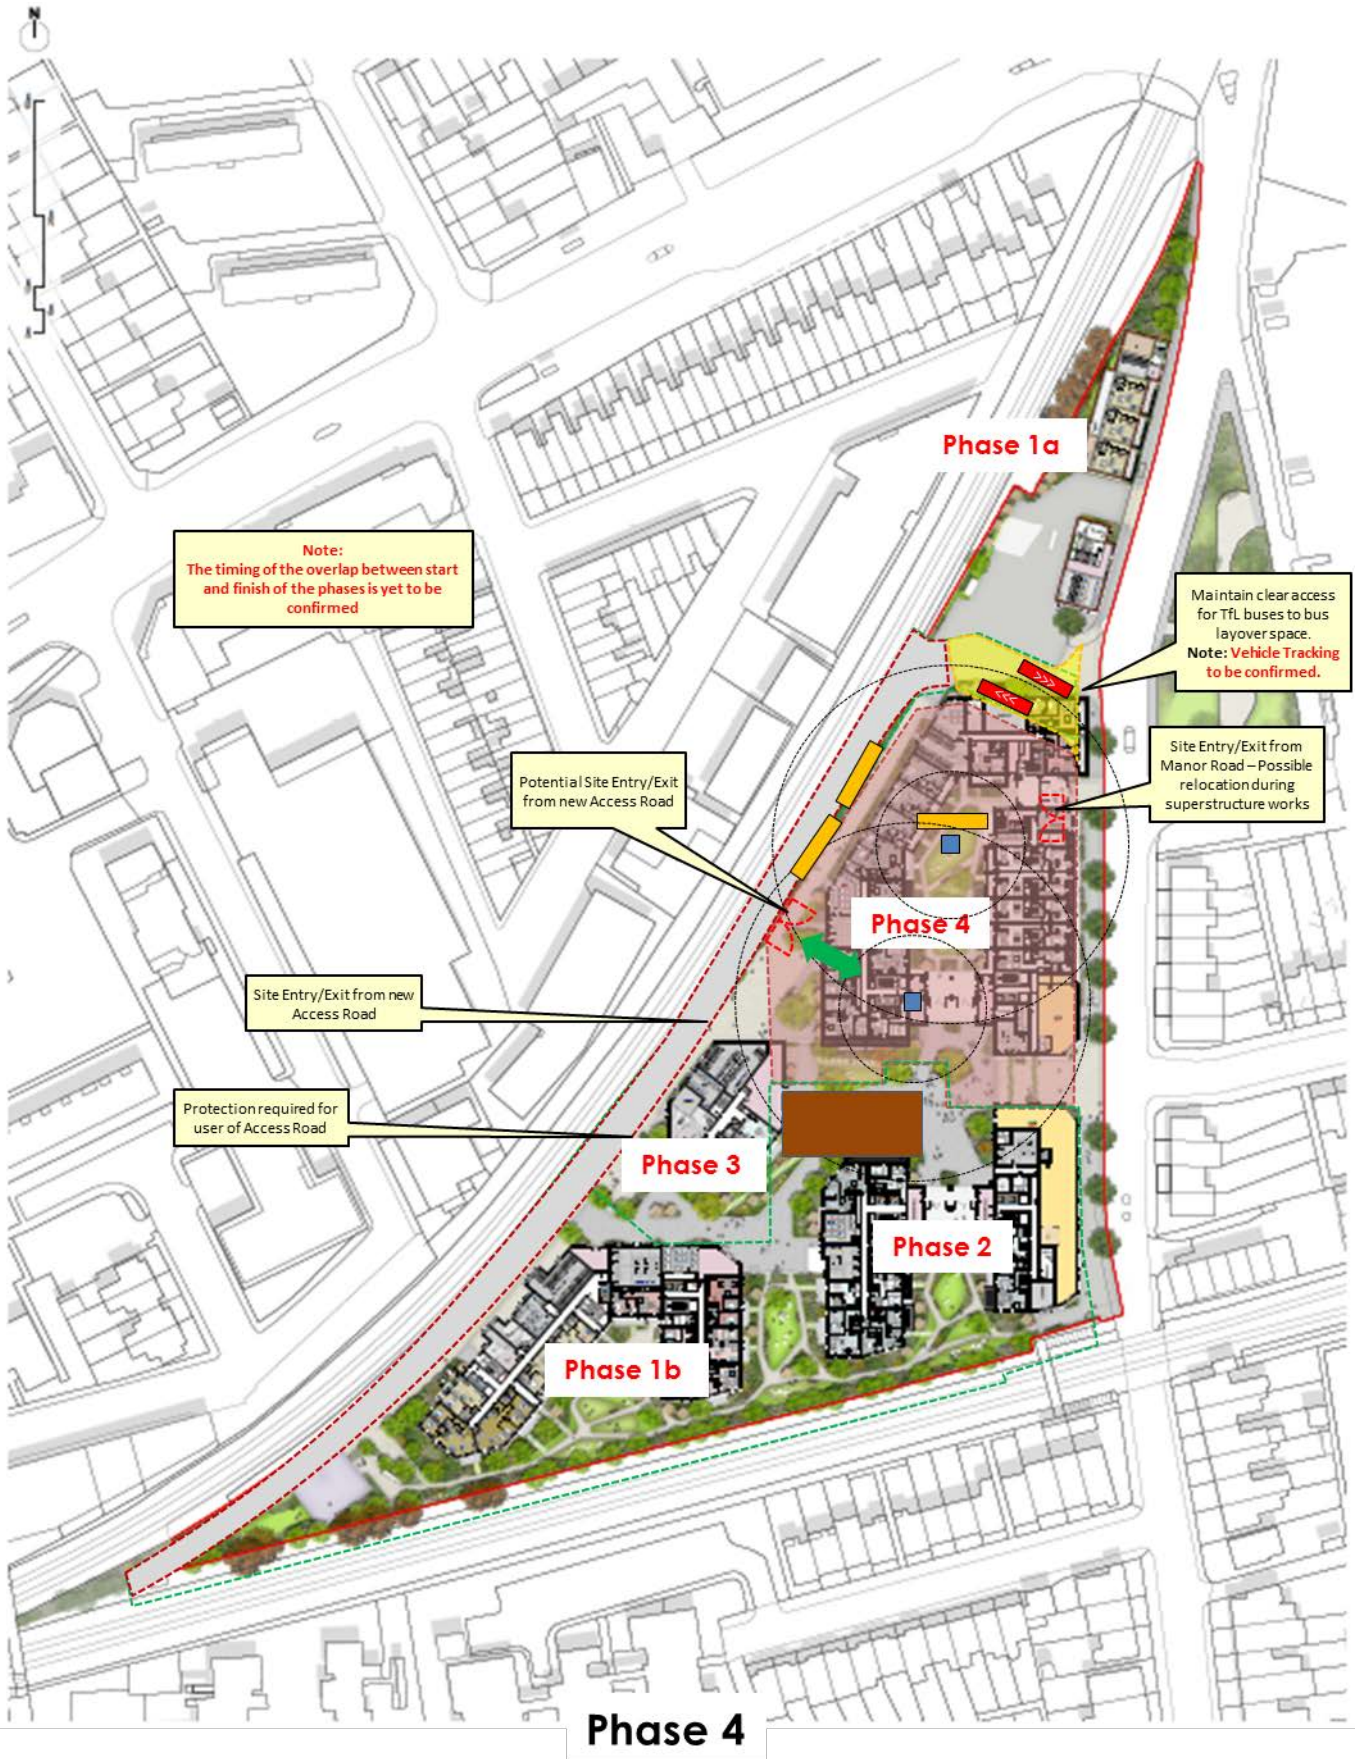 N
Phase 1a
Note:
The timing of the overlap between start
and finish of the phases is yet to be
confirmed
Maintain clear access
for TfL buses to bus
layover space.
Note: Vehicle Tracking
to be confirmed.
>>>
<<<
Site Entry/Exit from
Manor Road – Possible
relocation during
superstructure works
Potential Site Entry/Exit
from new Access Road
Phase 4
Site Entry/Exit from new
Access Road
Protection required for
user of Access Road
Phase 3
Phase 2
Phase 1b
Phase 4